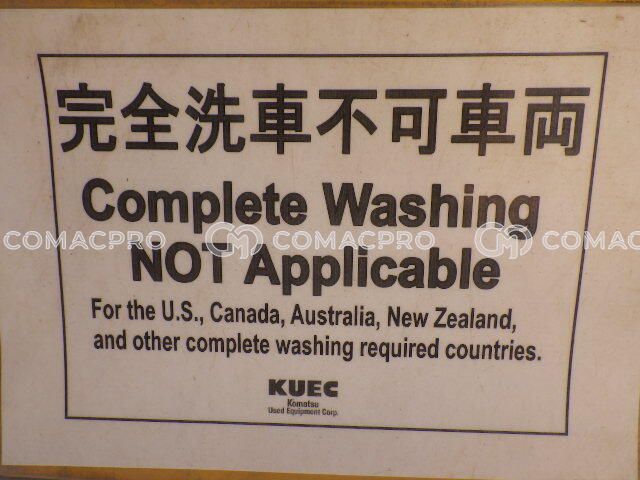 完全洗車不可車両
Complete Washing
COMACPRO COMACPRO COMACPRO
NOT Applicable
For the U.S., Canada, Australia, New Zealand,
and other complete washing required countries.
KUEC
Komatsu
Used Equipment Corp.